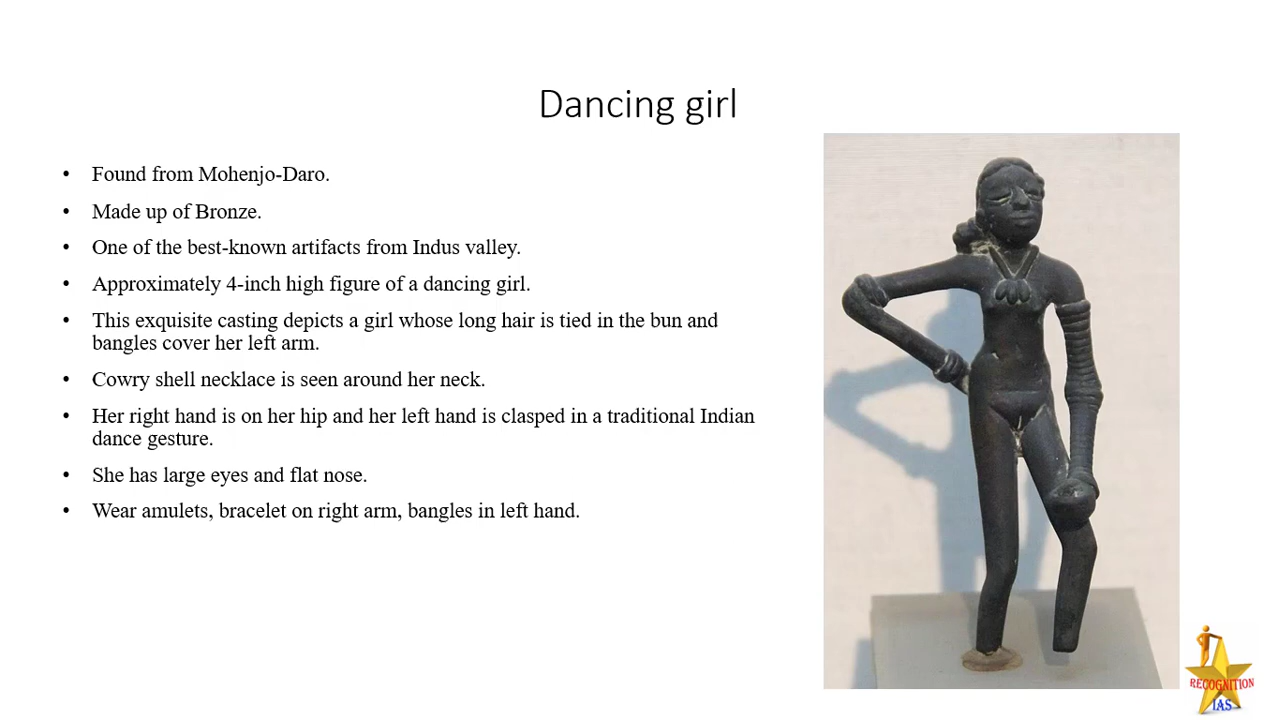 Dancing girl
• Found from Mohenjo-Daro.
• Made up of Bronze.
• One of the best-known artifacts from Indus valley.
• Approximately 4-inch high figure of a dancing girl.
• This exquisite casting depicts a girl whose long hair is tied in the bun and
bangles cover her left arm.
• Cowry shell necklace is seen around her neck.
• Her right hand is on her hip and her left hand is clasped in a traditional Indian
dance gesture.
• She has large eyes and flat nose.
• Wear amulets, bracelet on right arm, bangles in left hand.
RECOGNITION
IAS